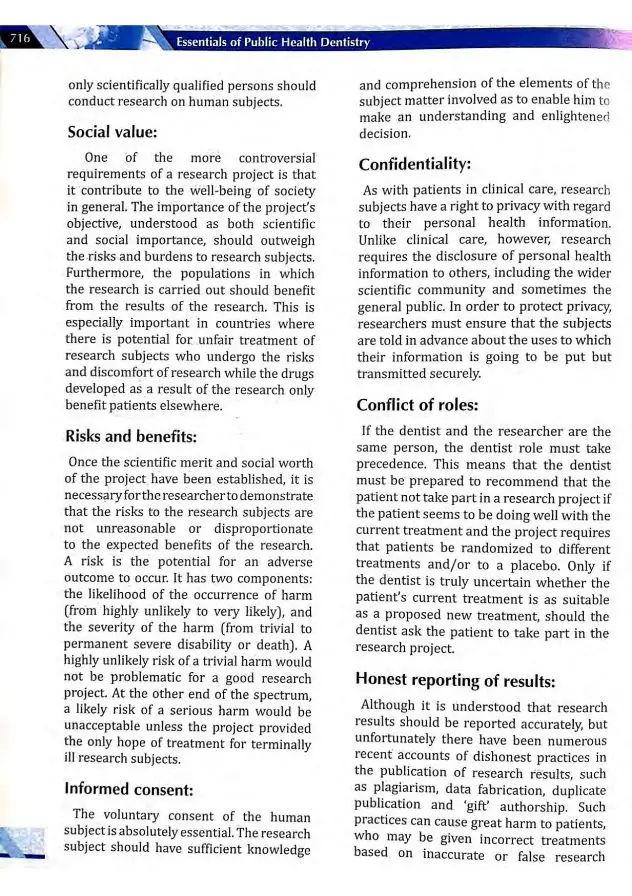 716
Essentials of Public Health Dentistry
only scientifically qualified persons should
conduct research on human subjects.
Social value:
One of the more controversial
requirements of a research project is that
it contribute to the well-being of society
in general. The importance of the project's
objective, understood as both scientific
and social importance, should outweigh
the risks and burdens to research subjects.
Furthermore, the populations in which
the research is carried out should benefit
from the results of the research. This is
especially important in countries where
there is potential for unfair treatment of
research subjects who undergo the risks
and discomfort of research while the drugs
developed as a result of the research only
benefit patients elsewhere.
Risks and benefits:
Once the scientific merit and social worth
of the project have been established, it is
necessary for the researcher to demonstrate
that the risks to the research subjects are
not unreasonable or disproportionate
to the expected benefits of the research.
A risk is the potential for an adverse
outcome to occur. It has two components:
the likelihood of the occurrence of harm
(from highly unlikely to very likely), and
the severity of the harm (from trivial to
permanent severe disability or death). A
highly unlikely risk of a trivial harm would
not be problematic for a good research
project. At the other end of the spectrum,
a likely risk of a serious harm would be
unacceptable unless the project provided
the only hope of treatment for terminally
ill research subjects.
Informed consent:
The voluntary consent of the human
subject is absolutely essential. The research
subject should have sufficient knowledge
and comprehension of the elements of the
subject matter involved as to enable him to
make an understanding and enlightened
decision.
Confidentiality:
As with patients in clinical care, research
subjects have a right to privacy with regard
to their personal health information.
Unlike clinical care, however, research
requires the disclosure of personal health
information to others, including the wider
scientific community and sometimes the
general public. In order to protect privacy,
researchers must ensure that the subjects
are told in advance about the uses to which
their information is going to be put but
transmitted securely.
Conflict of roles:
If the dentist and the researcher are the
same person, the dentist role must take
precedence. This means that the dentist
must be prepared to recommend that the
patient not take part in a research project if
the patient seems to be doing well with the
current treatment and the project requires
that patients be randomized to different
treatments and/or to a placebo. Only if
the dentist is truly uncertain whether the
patient's current treatment is as suitable
as a proposed new treatment, should the
dentist ask the patient to take part in the
research project.
Honest reporting of results:
Although it is understood that research
results should be reported accurately, but
unfortunately there have been numerous
recent accounts of dishonest practices in
the publication of research results, such
as plagiarism, data fabrication, duplicate
publication and 'gift' authorship. Such
practices can cause great harm to patients,
who may be given incorrect treatments
based on inaccurate or false research